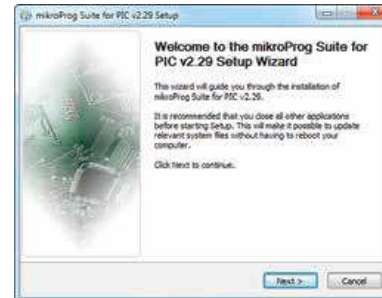 mikroProg Suite for PIC v2.29 Setup
Welcome to the mikroProg Suite for
PIC v2.29 Setup Wizard
This wizard will guide you through the installation of
mikroProg Suite for PIC v2.29.
It is recommended that you close all other applications
before starting Setup. This will make it possible to update
relevant system files without having to reboot your
computer.
Click Next to continue.
Next >
Cancel